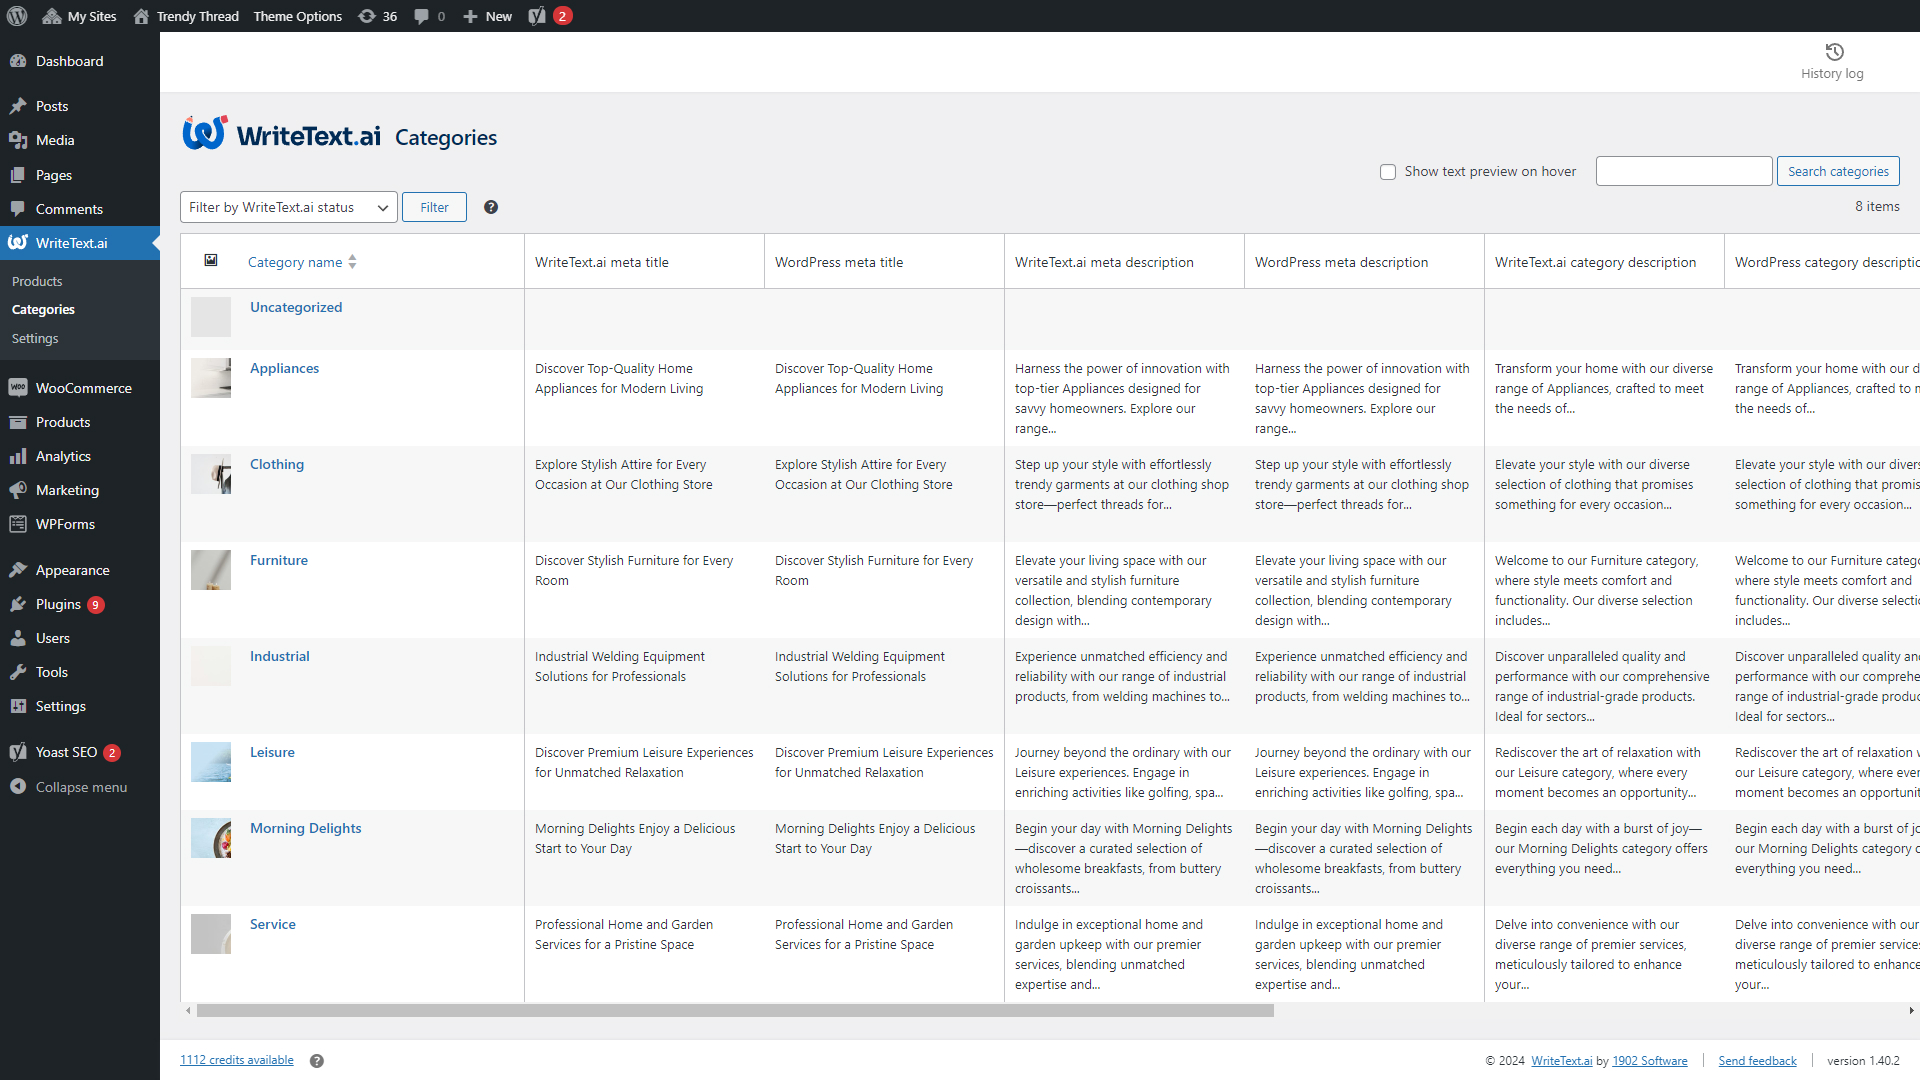 My Sites Trendy Thread Theme Options 36 0 New 2
Dashboard
Posts
Media
Pages
Comments
WriteText.ai
Products
Categories
Settings
WooCommerce
Products
Analytics
Marketing
WPForms
Appearance
Plugins 9
Users
Tools
Settings
Yoast SEO 2
Collapse menu
History log
WriteText.ai Categories
Show text preview on hover Search categories
Filter by WriteText.ai status Filter ? 8 items
Category name WriteText.ai meta title WordPress meta title WriteText.ai meta description WordPress meta description WriteText.ai category description WordPress category descriptio
Uncategorized
Appliances Discover Top-Quality Home Discover Top-Quality Home Harness the power of innovation with Harness the power of innovation with Transform your home with our diverse Transform your home with our d
Appliances for Modern Living Appliances for Modern Living top-tier Appliances designed for top-tier Appliances designed for range of Appliances, crafted to meet range of Appliances, crafted to m
savvy homeowners. Explore our savvy homeowners. Explore our the needs of... the needs of...
range... range...
Clothing Explore Stylish Attire for Every Explore Stylish Attire for Every Step up your style with effortlessly Step up your style with effortlessly Elevate your style with our diverse Elevate your style with our divers
Occasion at Our Clothing Store Occasion at Our Clothing Store trendy garments at our clothing shop trendy garments at our clothing shop selection of clothing that promises selection of clothing that promis
store—perfect threads for... store—perfect threads for... something for every occasion... something for every occasion...
Furniture Discover Stylish Furniture for Every Discover Stylish Furniture for Every Elevate your living space with our Elevate your living space with our Welcome to our Furniture category, Welcome to our Furniture categ
Room Room versatile and stylish furniture versatile and stylish furniture where style meets comfort and where style meets comfort and
collection, blending contemporary collection, blending contemporary functionality. Our diverse selection functionality. Our diverse selecti
design with... design with... includes... includes...
Industrial Industrial Welding Equipment Industrial Welding Equipment Experience unmatched efficiency and Experience unmatched efficiency and Discover unparalleled quality and Discover unparalleled quality an
Solutions for Professionals Solutions for Professionals reliability with our range of industrial reliability with our range of industrial performance with our comprehensive performance with our comprehe
products, from welding machines to... products, from welding machines to... range of industrial-grade products. range of industrial-grade produc
Ideal for sectors... Ideal for sectors...
Leisure Discover Premium Leisure Experiences Discover Premium Leisure Experiences Journey beyond the ordinary with our Journey beyond the ordinary with our Rediscover the art of relaxation with Rediscover the art of relaxation w
for Unmatched Relaxation for Unmatched Relaxation Leisure experiences. Engage in Leisure experiences. Engage in our Leisure category, where every our Leisure category, where ever
enriching activities like golfing, spa... enriching activities like golfing, spa... moment becomes an opportunity... moment becomes an opportunit
Morning Delights Morning Delights Enjoy a Delicious Morning Delights Enjoy a Delicious Begin your day with Morning Delights Begin your day with Morning Delights Begin each day with a burst of joy— Begin each day with a burst of jo
Start to Your Day Start to Your Day —discover a curated selection of —discover a curated selection of our Morning Delights category offers our Morning Delights category o
wholesome breakfasts, from buttery wholesome breakfasts, from buttery everything you need... everything you need...
croissants... croissants...
Service Professional Home and Garden Professional Home and Garden Indulge in exceptional home and Indulge in exceptional home and Delve into convenience with our Delve into convenience with our
Services for a Pristine Space Services for a Pristine Space garden upkeep with our premier garden upkeep with our premier diverse range of premier services, diverse range of premier services
services, blending unmatched services, blending unmatched meticulously tailored to enhance meticulously tailored to enhance
expertise and... expertise and... your... your...
1112 credits available ? © 2024 WriteText.ai by 1902 Software Send feedback version 1.40.2